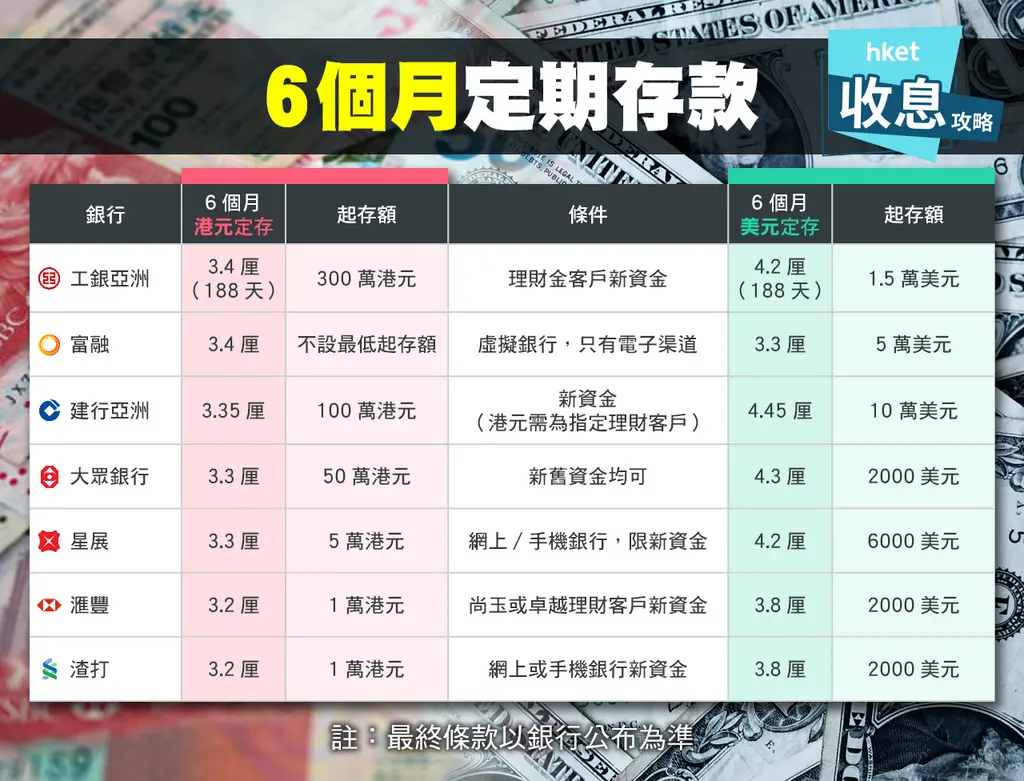 6個月定期存款
hket
收息攻略
銀行 6個月港元定存 起存額 條件 6個月美元定存 起存額
工銀亞洲 3.4厘（188天） 300萬港元 理財金客戶新資金 4.2厘（188天） 1.5萬美元
富融 3.4厘 不設最低起存額 虛擬銀行，只有電子渠道 3.3厘 5萬美元
建行亞洲 3.35厘 100萬港元 新資金（港元需為指定理財客戶） 4.45厘 10萬美元
大眾銀行 3.3厘 50萬港元 新舊資金均可 4.3厘 2000美元
星展 3.3厘 5萬港元 網上/手機銀行，限新資金 4.2厘 6000美元
滙豐 3.2厘 1萬港元 尚玉或卓越理財客戶新資金 3.8厘 2000美元
渣打 3.2厘 1萬港元 網上或手機銀行新資金 3.8厘 2000美元
註：最終條款以銀行公布為準